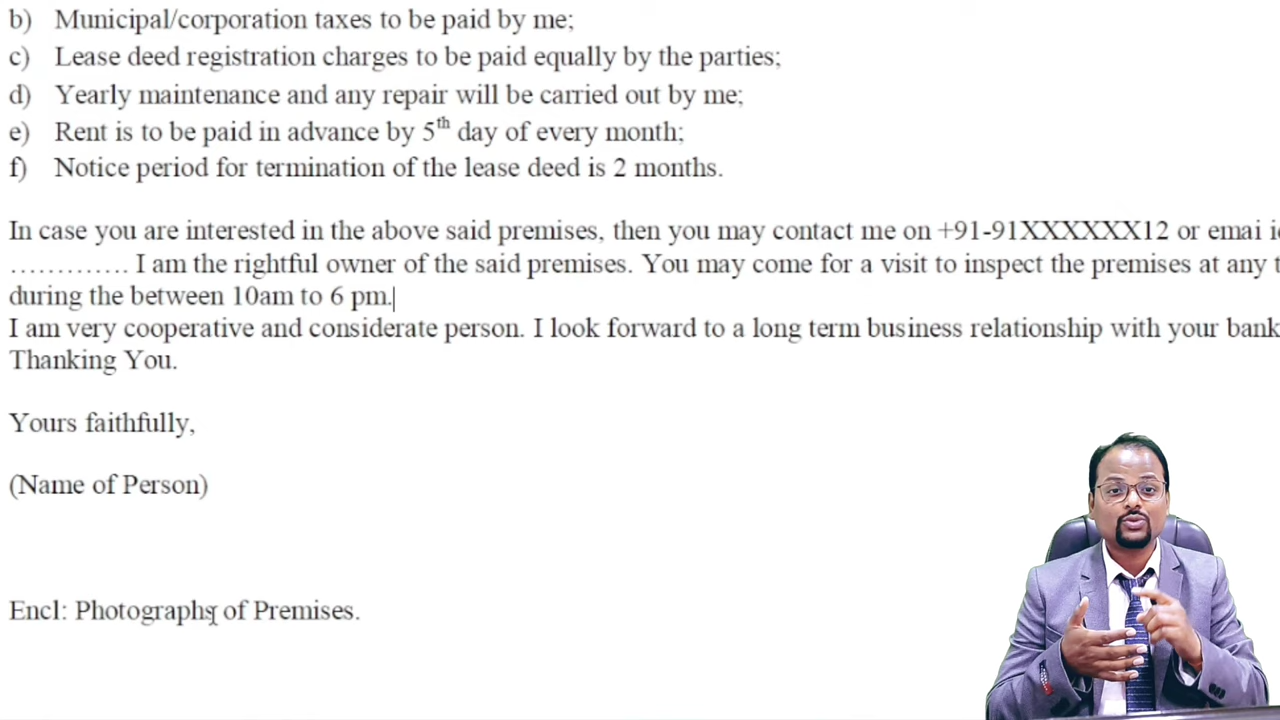 b) Municipal/corporation taxes to be paid by me;
c) Lease deed registration charges to be paid equally by the parties;
d) Yearly maintenance and any repair will be carried out by me;
e) Rent is to be paid in advance by 5th day of every month;
f) Notice period for termination of the lease deed is 2 months.
In case you are interested in the above said premises, then you may contact me on +91-91XXXXXX12 or emai
............. I am the rightful owner of the said premises. You may come for a visit to inspect the premises at any
during the between 10am to 6 pm.
I am very cooperative and considerate person. I look forward to a long term business relationship with your bank
Thanking You.
Yours faithfully,
(Name of Person)
Encl: Photographs of Premises.